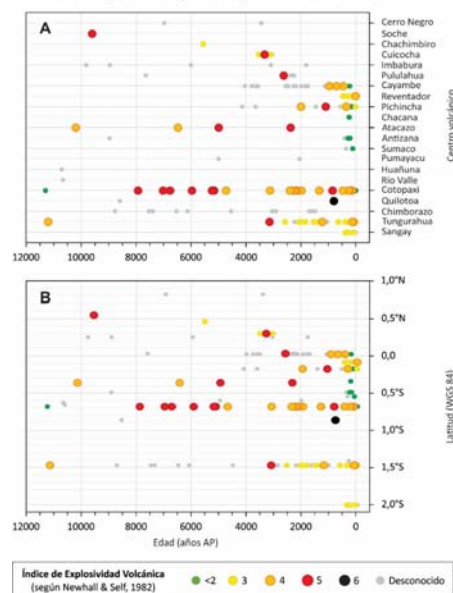 A
Cerro Negro
Soche
Chachimbiro
Cuicocha
Imbabura
Pululahua
Cayambe
Reventador
Pichincha
Chacana
Atacazo
Antizana
Sumaco
Pumayacu
Huañuna
Río Valle
Cotopaxi
Quilotoa
Chimborazo
Tungurahua
Sangay
Centro volcánico
12000 10000 8000 6000 4000 2000 0
B
1,0°N
0,5°N
0,0
0,5°S
1,0°S
1,5°S
2,0°S
Latitud (WGS 84)
12000 10000 8000 6000 4000 2000 0
Edad (años AP)
Índice de Explosividad Volcánica
(según Newhall & Self, 1982)
<2 3 4 5 6 Desconocido